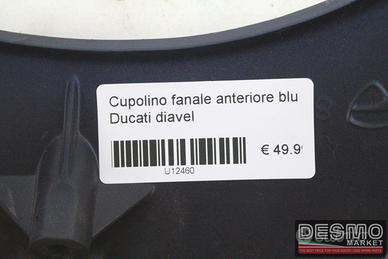 Cupolino fanale anteriore blu
Ducati diavel
€ 49.9
U12460
DESMO
MARKET